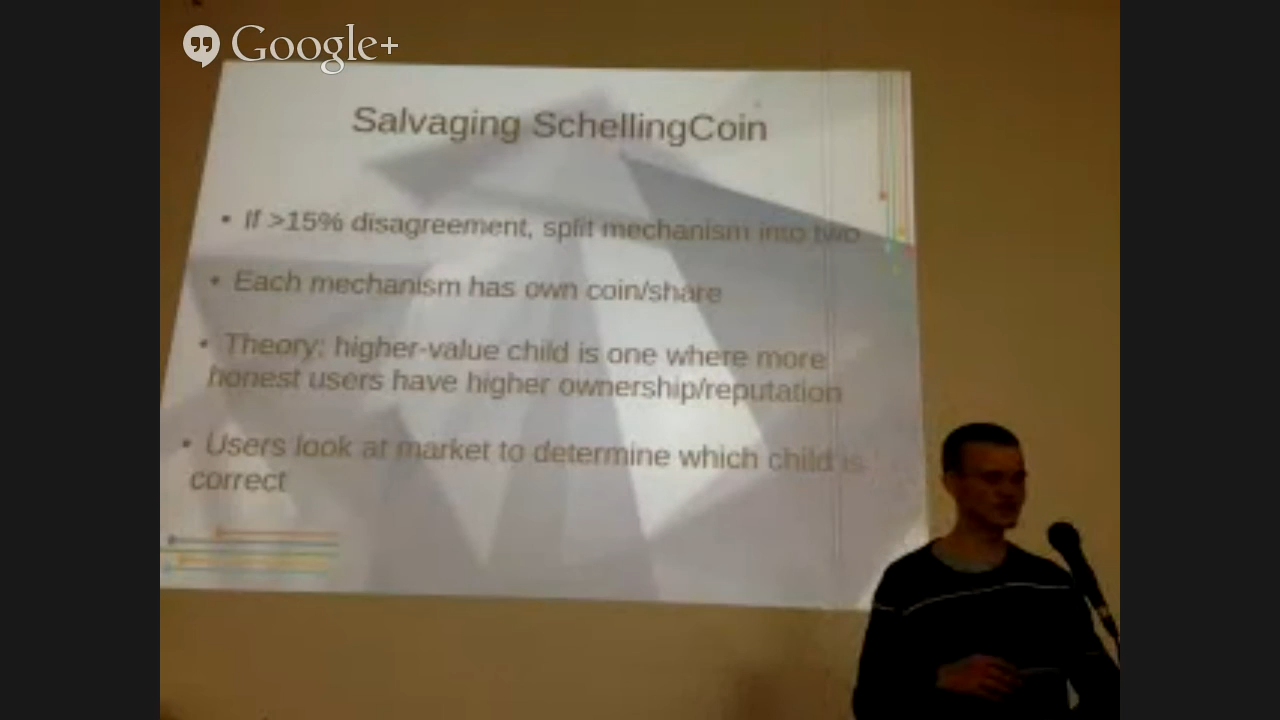 Google+
Salvaging SchellingCoin
• If >15% disagreement, split mechanism into two
• Each mechanism has own coin/share
• Theory: higher-value child is one where more
honest users have higher ownership/reputation
• Users look at market to determine which child is
correct